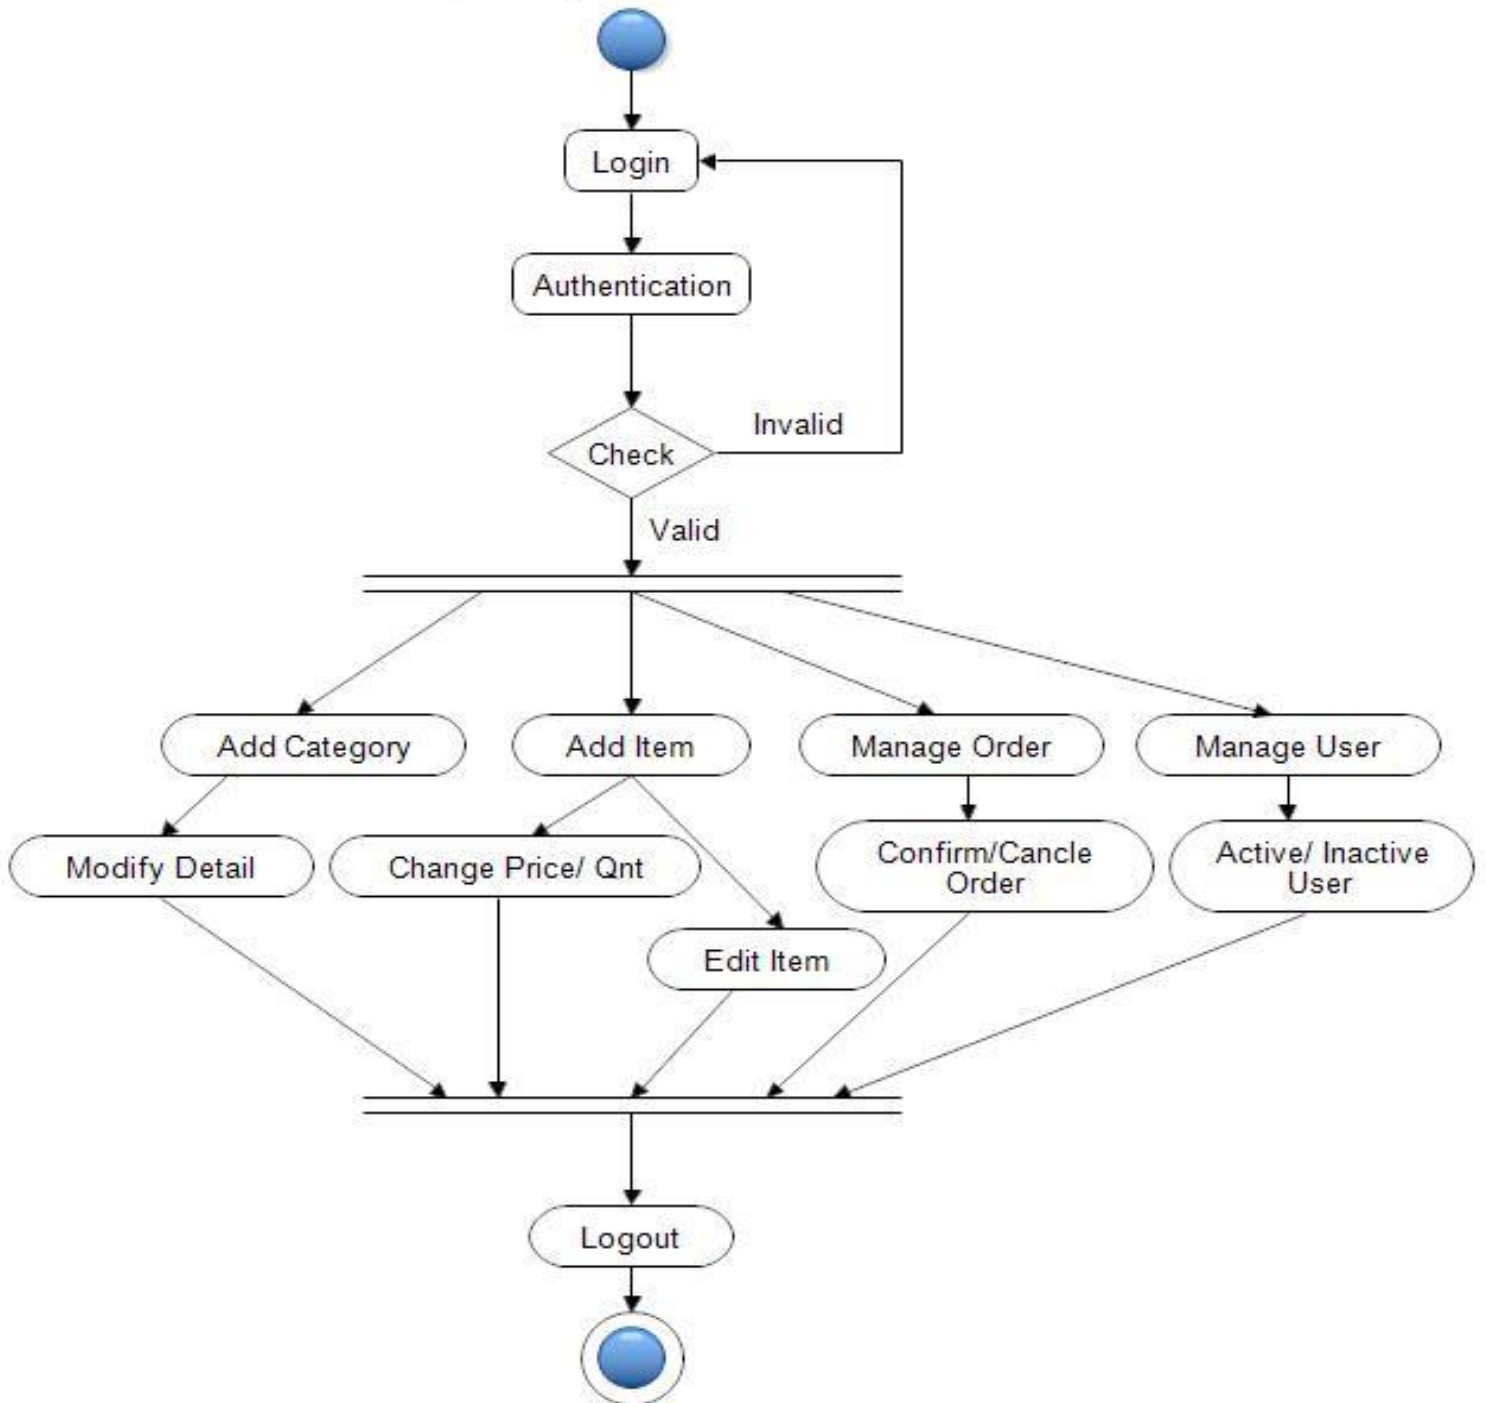 Login
Authentication
Check
Invalid
Valid
Add Category
Add Item
Manage Order
Manage User
Modify Detail
Change Price/ Qnt
Confirm/Cancle
Order
Active/ Inactive
User
Edit Item
Logout